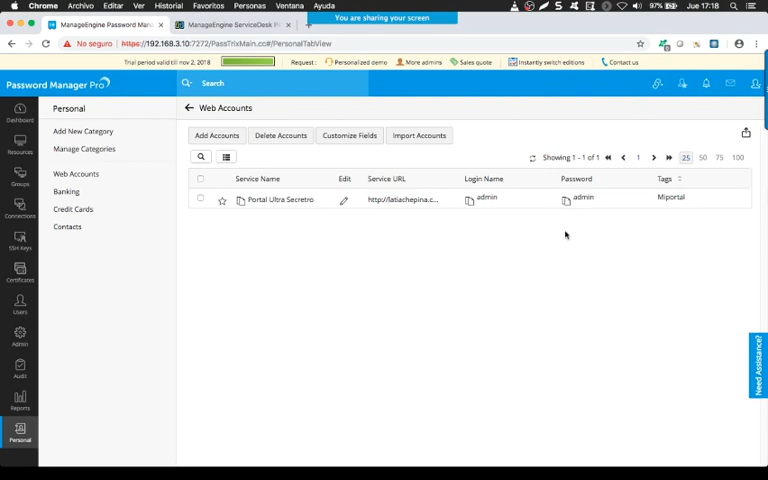 Chrome Archivo Editar Ver Historial Favoritos Personas Ventana Ayuda 97% Jue 17:18
You are sharing your screen
ManageEngine Password Mana
ManageEngine ServiceDesk Pl
No seguro https://192.168.3.10:7272/PassTrixMain.cc#/PersonalTabView
Trial period valid till nov 2, 2018 Request : Personalized demo More admins Sales quote Instantly switch editions Contact us
Password Manager Pro
Search
Dashboard
Resources
Groups
Connections
SSH Keys
Certificates
Users
Admin
Audit
Reports
Personal
Personal
Add New Category
Manage Categories
Web Accounts
Banking
Credit Cards
Contacts
Web Accounts
Add Accounts Delete Accounts Customize Fields Import Accounts
Showing 1 - 1 of 1 1 25 50 75 100
Service Name Edit Service URL Login Name Password Tags
Portal Ultra Secretro http://latiachepina.c... admin admin Miportal
Need Assistance?